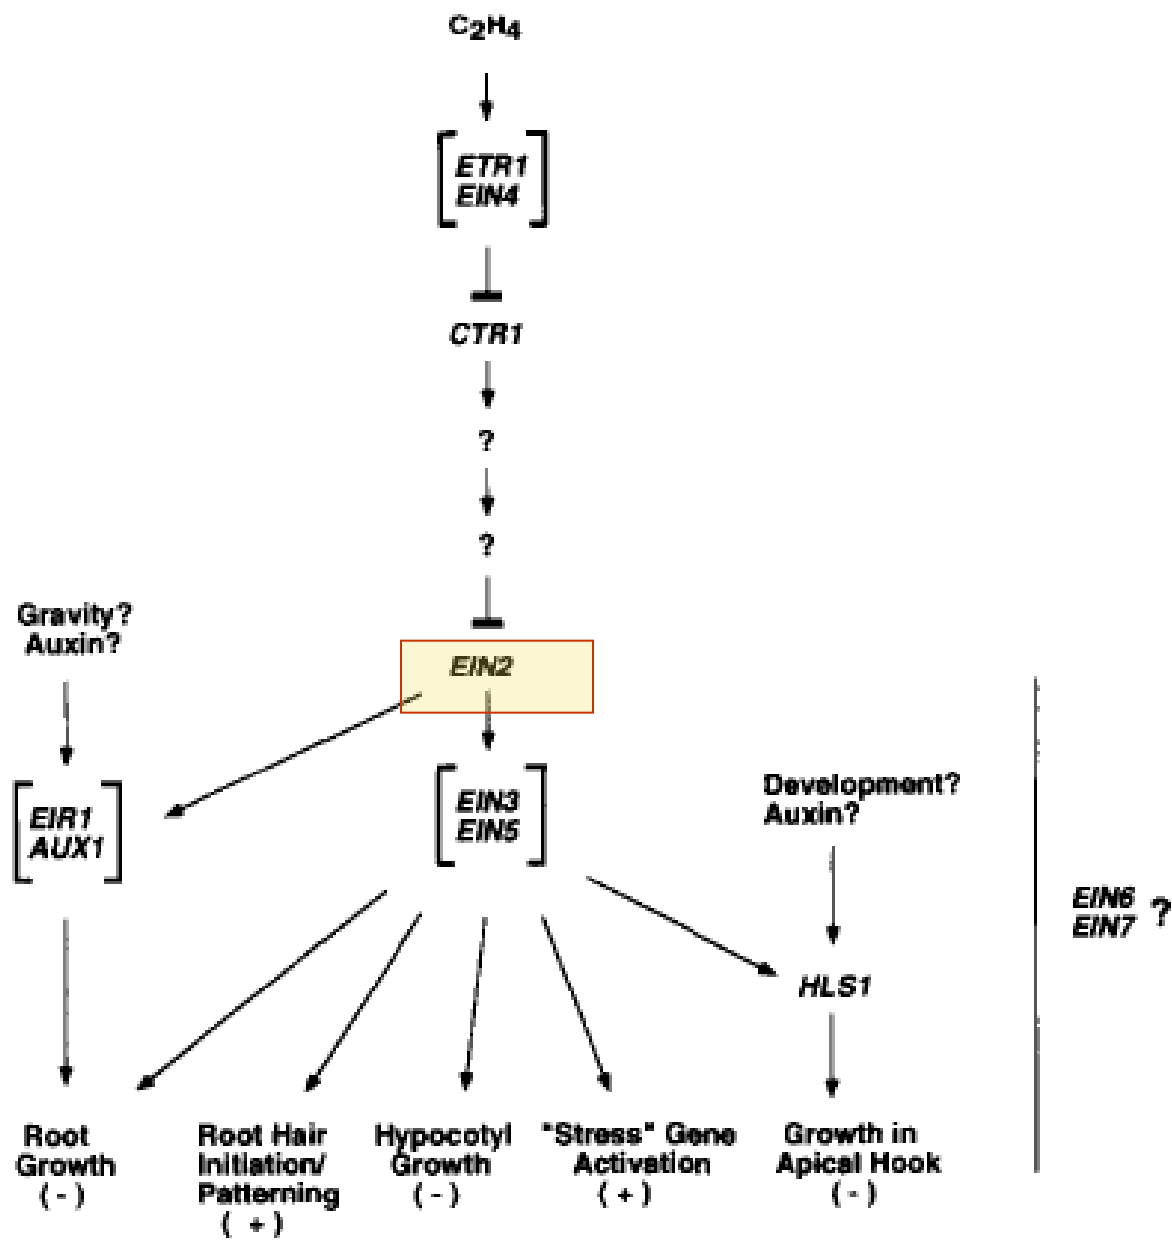 C2H4
ETR1
EIN4
CTR1
?
?
Gravity?
Auxin?
EIN2
EIR1
AUX1
EIN3
EIN5
Development?
Auxin?
HLS1
EIN6
EIN7 ?
Root
Growth
( - )
Root Hair
Initiation/
Patterning
( + )
Hypocotyl
Growth
( - )
"Stress" Gene
Activation
( + )
Growth in
Apical Hook
( - )